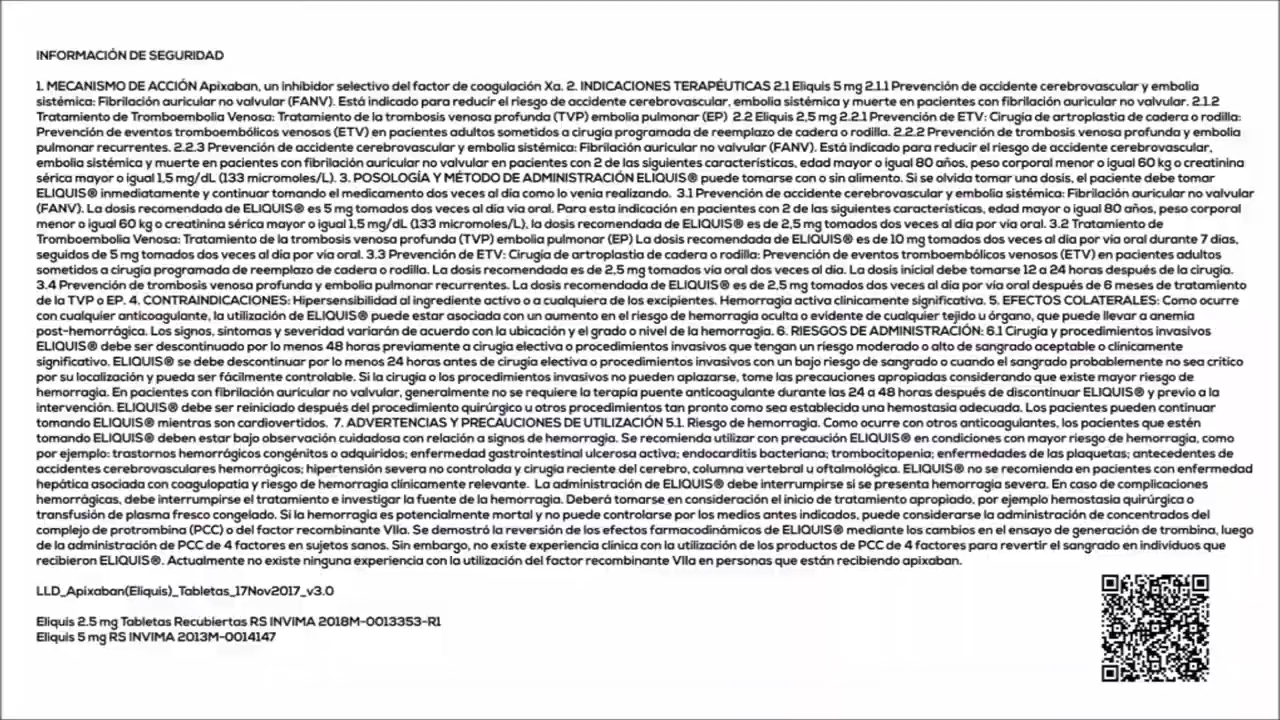 INFORMACIÓN DE SEGURIDAD
1. MECANISMO DE ACCIÓN Apixaban, un inhibidor selectivo del factor de coagulación Xa. 2. INDICACIONES TERAPÉUTICAS 2.1 Eliquis 5 mg 2.1.1 Prevención de accidente cerebrovascular y embolia
sistémica: Fibrilación auricular no valvular (FANV). Está indicado para reducir el riesgo de accidente cerebrovascular, embolia sistémica y muerte en pacientes con fibrilación auricular no valvular. 2.1.2
Tratamiento de Tromboembolia Venosa: Tratamiento de la trombosis venosa profunda (TVP) embolia pulmonar (EP) 2.2 Eliquis 2,5 mg 2.2.1 Prevención de ETV: Cirugía de artroplastia de cadera o rodilla:
Prevención de eventos tromboembólicos venosos (ETV) en pacientes adultos sometidos a cirugía programada de reemplazo de cadera o rodilla. 2.2.2 Prevención de trombosis venosa profunda y embolia
pulmonar recurrentes. 2.2.3 Prevención de accidente cerebrovascular y embolia sistémica: Fibrilación auricular no valvular (FANV). Está indicado para reducir el riesgo de accidente cerebrovascular,
embolia sistémica y muerte en pacientes con fibrilación auricular no valvular en pacientes con 2 de las siguientes características, edad mayor o igual 80 años, peso corporal menor o igual 60 kg o creatinina
sérica mayor o igual 1,5 mg/dL (133 micromoles/L). 3. POSOLOGÍA Y MÉTODO DE ADMINISTRACIÓN ELIQUIS® puede tomarse con o sin alimento. Si se olvida tomar una dosis, el paciente debe tomar
ELIQUIS® inmediatamente y continuar tomando el medicamento dos veces al día como lo venía realizando. 3.1 Prevención de accidente cerebrovascular y embolia sistémica: Fibrilación auricular no valvular
(FANV). La dosis recomendada de ELIQUIS® es 5 mg tomados dos veces al día vía oral. Para esta indicación en pacientes con 2 de las siguientes características, edad mayor o igual 80 años, peso corporal
menor o igual 60 kg o creatinina sérica mayor o igual 1,5 mg/dL (133 micromoles/L), la dosis recomendada de ELIQUIS® es de 2,5 mg tomados dos veces al día por vía oral. 3.2 Tratamiento de
Tromboembolia Venosa: Tratamiento de la trombosis venosa profunda (TVP) embolia pulmonar (EP) La dosis recomendada de ELIQUIS® es de 10 mg tomados dos veces al día por vía oral durante 7 días,
seguidos de 5 mg tomados dos veces al día por vía oral. 3.3 Prevención de ETV: Cirugía de artroplastia de cadera o rodilla: Prevención de eventos tromboembólicos venosos (ETV) en pacientes adultos
sometidos a cirugía programada de reemplazo de cadera o rodilla. La dosis recomendada es de 2,5 mg tomados vía oral dos veces al día. La dosis inicial debe tomarse 12 a 24 horas después de la cirugía.
3.4 Prevención de trombosis venosa profunda y embolia pulmonar recurrentes. La dosis recomendada de ELIQUIS® es de 2,5 mg tomados dos veces al día por vía oral después de 6 meses de tratamiento
de la TVP o EP. 4. CONTRAINDICACIONES: Hipersensibilidad al ingrediente activo o a cualquiera de los excipientes. Hemorragia activa clínicamente significativa. 5. EFECTOS COLATERALES: Como ocurre
con cualquier anticoagulante, la utilización de ELIQUIS® puede estar asociada con un aumento en el riesgo de hemorragia oculta o evidente de cualquier tejido u órgano, que puede llevar a anemia
post-hemorrágica. Los signos, síntomas y severidad variarán de acuerdo con la ubicación y el grado o nivel de la hemorragia. 6. RIESGOS DE ADMINISTRACIÓN: 6.1 Cirugía y procedimientos invasivos
ELIQUIS® debe ser descontinuado por lo menos 48 horas previamente a cirugía electiva o procedimientos invasivos que tengan un riesgo moderado o alto de sangrado aceptable o clínicamente
significativo. ELIQUIS® se debe descontinuar por lo menos 24 horas antes de cirugía electiva o procedimientos invasivos con un bajo riesgo de sangrado o cuando el sangrado probablemente no sea crítico
por su localización y pueda ser fácilmente controlable. Si la cirugía o los procedimientos invasivos no pueden aplazarse, tome las precauciones apropiadas considerando que existe mayor riesgo de
hemorragia. En pacientes con fibrilación auricular no valvular, generalmente no se requiere la terapia puente anticoagulante durante las 24 a 48 horas después de discontinuar ELIQUIS® y previo a la
intervención. ELIQUIS® debe ser reiniciado después del procedimiento quirúrgico u otros procedimientos tan pronto como sea establecida una hemostasia adecuada. Los pacientes pueden continuar
tomando ELIQUIS® mientras son cardiovertidos. 7. ADVERTENCIAS Y PRECAUCIONES DE UTILIZACIÓN 5.1. Riesgo de hemorragia. Como ocurre con otros anticoagulantes, los pacientes que estén
tomando ELIQUIS® deben estar bajo observación cuidadosa con relación a signos de hemorragia. Se recomienda utilizar con precaución ELIQUIS® en condiciones con mayor riesgo de hemorragia, como
por ejemplo: trastornos hemorrágicos congénitos o adquiridos; enfermedad gastrointestinal ulcerosa activa; endocarditis bacteriana; trombocitopenia; enfermedades de las plaquetas; antecedentes de
accidentes cerebrovasculares hemorrágicos; hipertensión severa no controlada y cirugía reciente del cerebro, columna vertebral u oftalmológica. ELIQUIS® no se recomienda en pacientes con enfermedad
hepática asociada con coagulopatía y riesgo de hemorragia clínicamente relevante. La administración de ELIQUIS® debe interrumpirse si se presenta hemorragia severa. En caso de complicaciones
hemorrágicas, debe interrumpirse el tratamiento e investigar la fuente de la hemorragia. Deberá tomarse en consideración el inicio de tratamiento apropiado, por ejemplo hemostasia quirúrgica o
transfusión de plasma fresco congelado. Si la hemorragia es potencialmente mortal y no puede controlarse por los medios antes indicados, puede considerarse la administración de concentrados del
complejo de protrombina (PCC) o del factor recombinante VIIa. Se demostró la reversión de los efectos farmacodinámicos de ELIQUIS® mediante los cambios en el ensayo de generación de trombina, luego
de la administración de PCC de 4 factores en sujetos sanos. Sin embargo, no existe experiencia clínica con la utilización de los productos de PCC de 4 factores para revertir el sangrado en individuos que
recibieron ELIQUIS®. Actualmente no existe ninguna experiencia con la utilización del factor recombinante VIIa en personas que están recibiendo apixaban.
LLD_Apixaban(Eliquis)_Tabletas_17Nov2017_v3.0
Eliquis 2.5 mg Tabletas Recubiertas RS INVIMA 2018M-0013353-R1
Eliquis 5 mg RS INVIMA 2013M-0014147